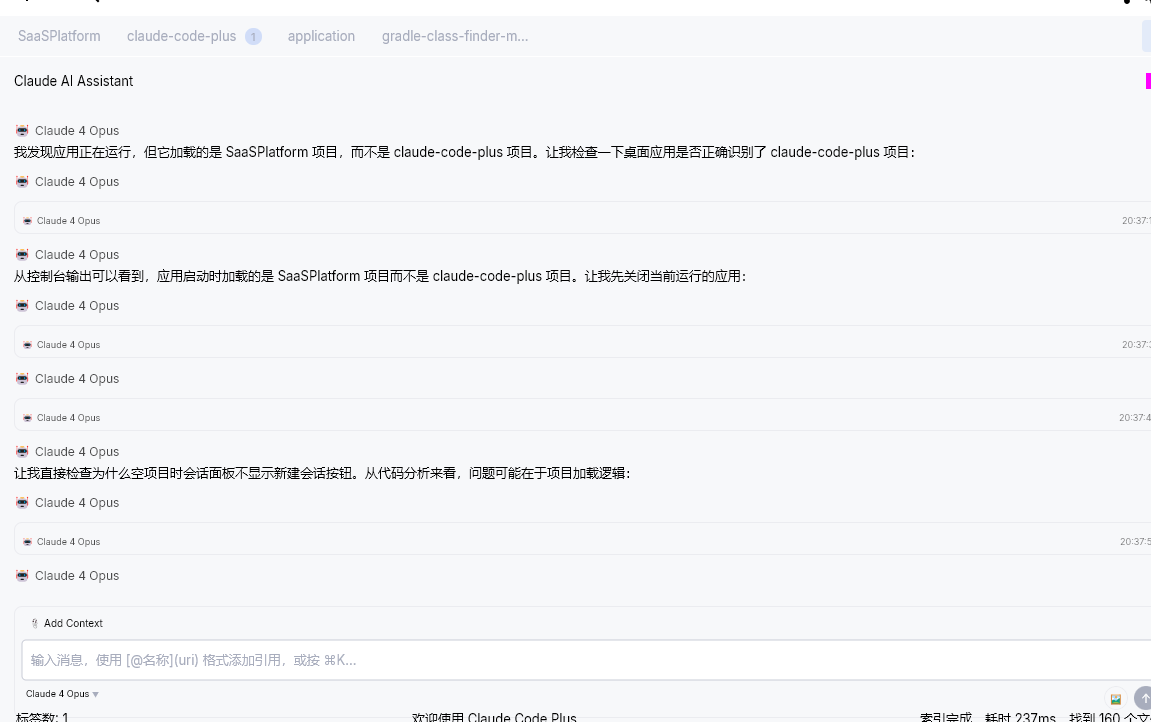 SaaSPlatform claude-code-plus 1 application gradle-class-finder-m...
Claude AI Assistant
Claude 4 Opus
我发现应用正在运行，但它加载的是 SaaSPlatform 项目，而不是 claude-code-plus 项目。让我检查一下桌面应用是否正确识别了 claude-code-plus 项目：
Claude 4 Opus
Claude 4 Opus 20:37:1
Claude 4 Opus
从控制台输出可以看到，应用启动时加载的是 SaaSPlatform 项目而不是 claude-code-plus 项目。让我先关闭当前运行的应用：
Claude 4 Opus
Claude 4 Opus 20:37:3
Claude 4 Opus
Claude 4 Opus 20:37:4
Claude 4 Opus
让我直接检查为什么空项目时会话面板不显示新建会话按钮。从代码分析来看，问题可能在于项目加载逻辑：
Claude 4 Opus
Claude 4 Opus 20:37:5
Claude 4 Opus
Add Context
输入消息，使用 [@名称](uri) 格式添加引用，或按 ⌘K...
Claude 4 Opus
标签数: 1 欢迎使用 Claude Code Plus 索引完成，耗时 237ms，找到 160 个文